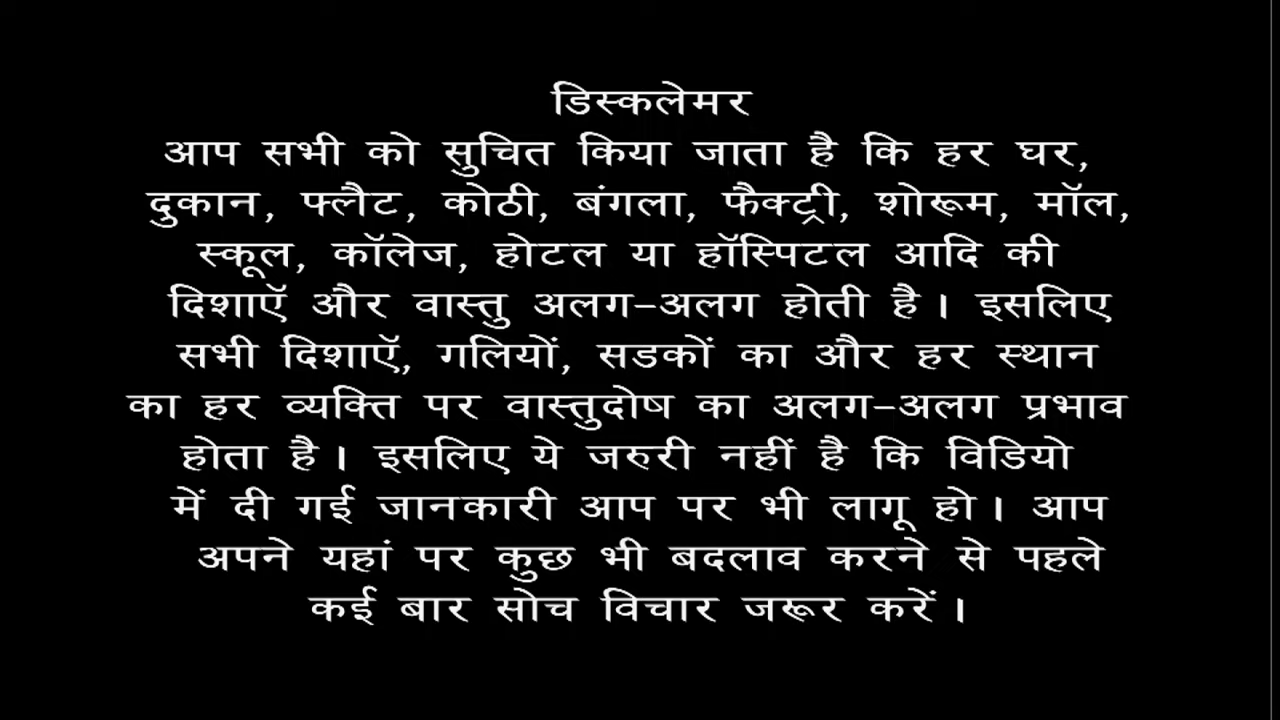 डिस्कलेमर
आप सभी को सुचित किया जाता है कि हर घर,
दुकान, फ्लैट, कोठी, बंगला, फैक्ट्री, शोरूम, मॉल,
स्कूल, कॉलेज, होटल या हॉस्पिटल आदि की
दिशाऍ और वास्तु अलग-अलग होती है। इसलिए
सभी दिशाऍ, गलियों, सडकों का और हर स्थान
का हर व्यक्ति पर वास्तुदोष का अलग-अलग प्रभाव
होता है। इसलिए ये जरुरी नहीं है कि विडियो
में दी गई जानकारी आप पर भी लागू हो। आप
अपने यहां पर कुछ भी बदलाव करने से पहले
कई बार सोच विचार जरूर करें।